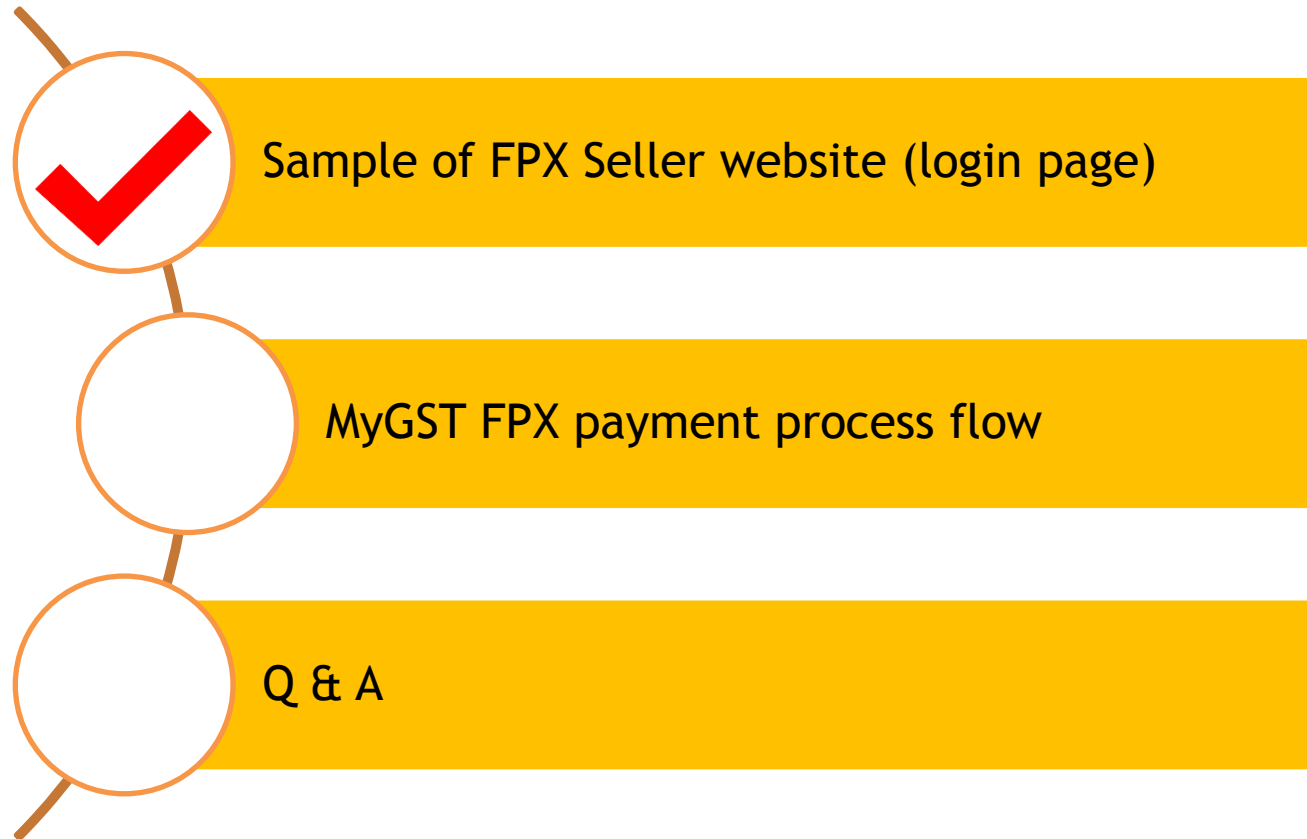 Sample of FPX Seller website (login page)
MyGST FPX payment process flow
Q & A